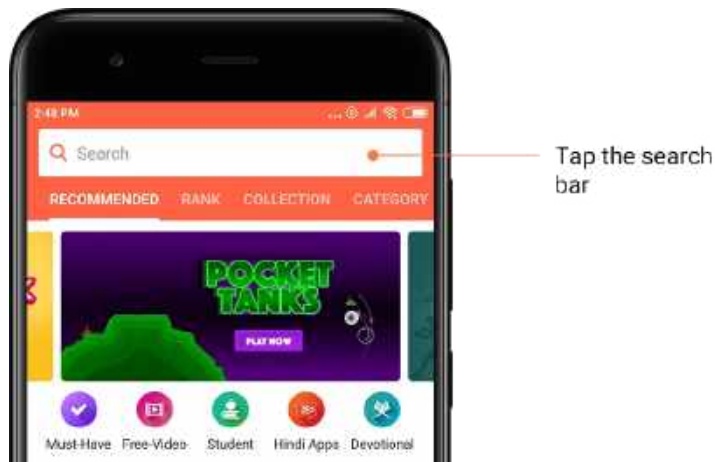 2:48 PM
Search
Tap the search
bar
RECOMMENDED RANK COLLECTION CATEGORY
POCKET
TANKS
PLAY NOW
Must-Have Free-Video Student Hindi Apps Devotional